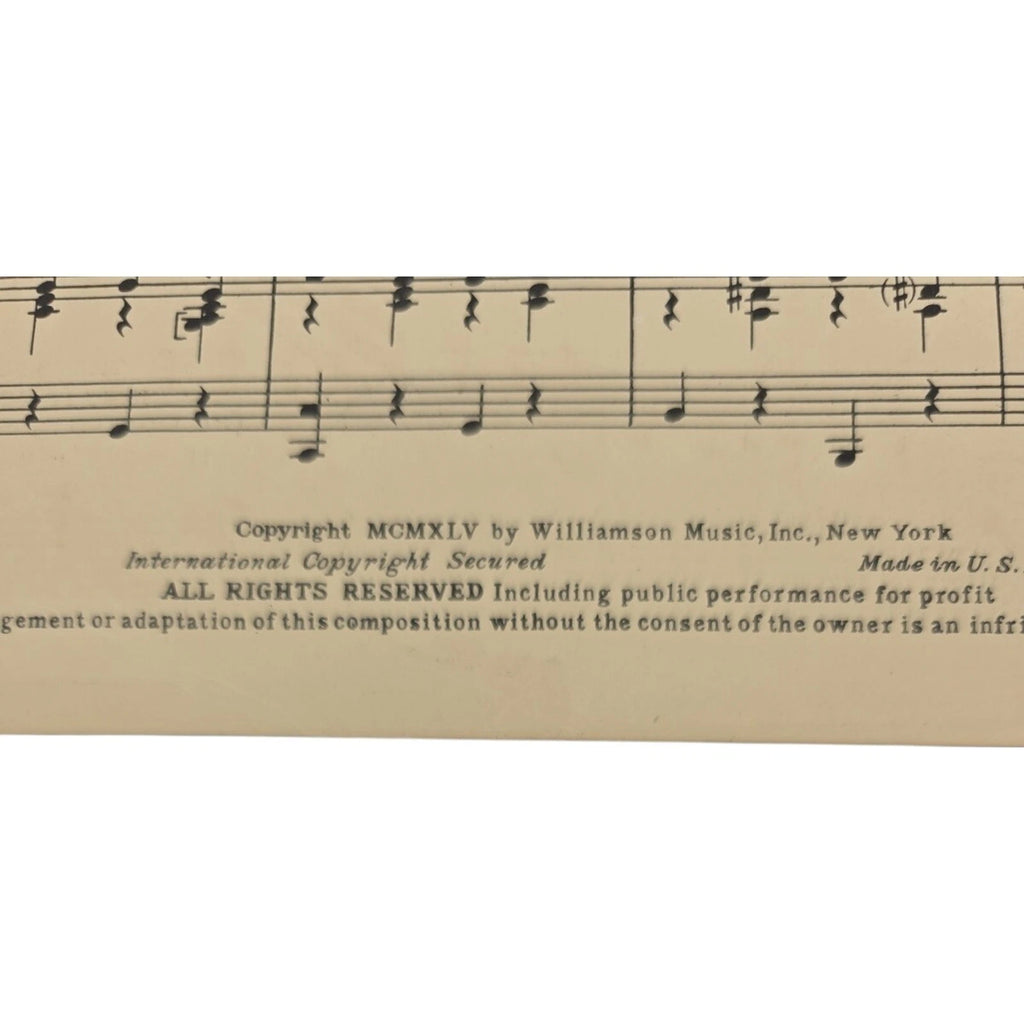 Copyright MCMXLV by Williamson Music, Inc., New York
International Copyright Secured Made in U. S.
ALL RIGHTS RESERVED Including public performance for profit
gement or adaptation of this composition without the consent of the owner is an infri